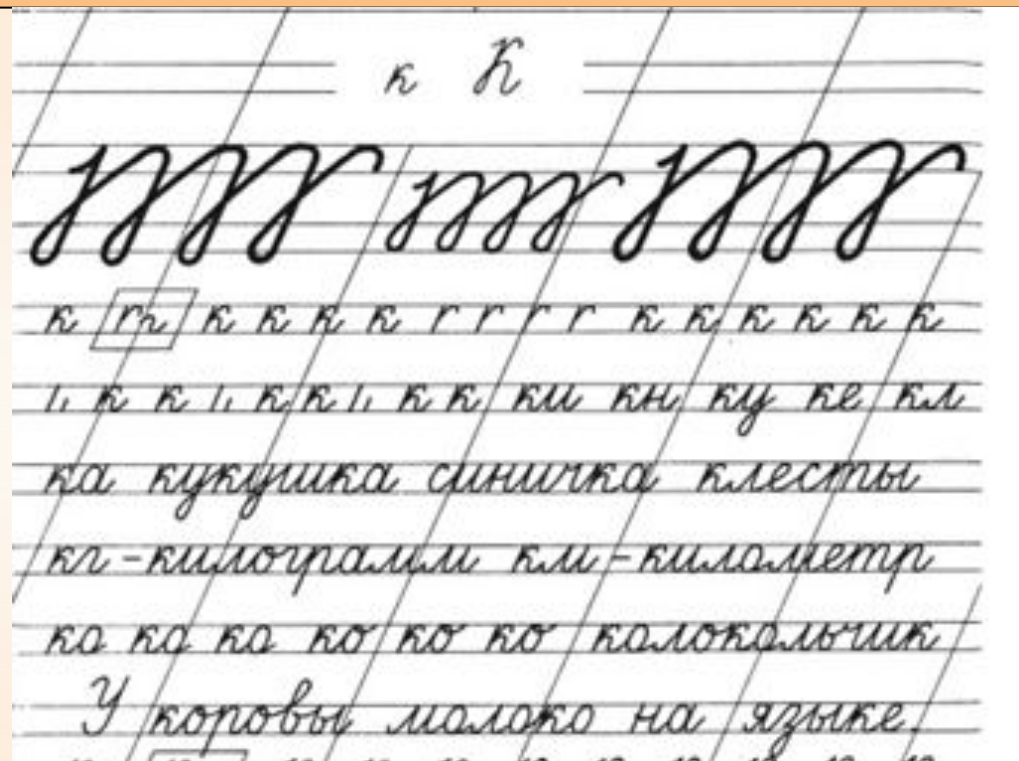 к К
к к к к к к к к к к к
к к к к к к ки кн ку ке кл
ка кукушка синичка клесты
кг - килограмм км - километр
ка ка ка ко ко ко колокольчик
У коровы молоко на языке.